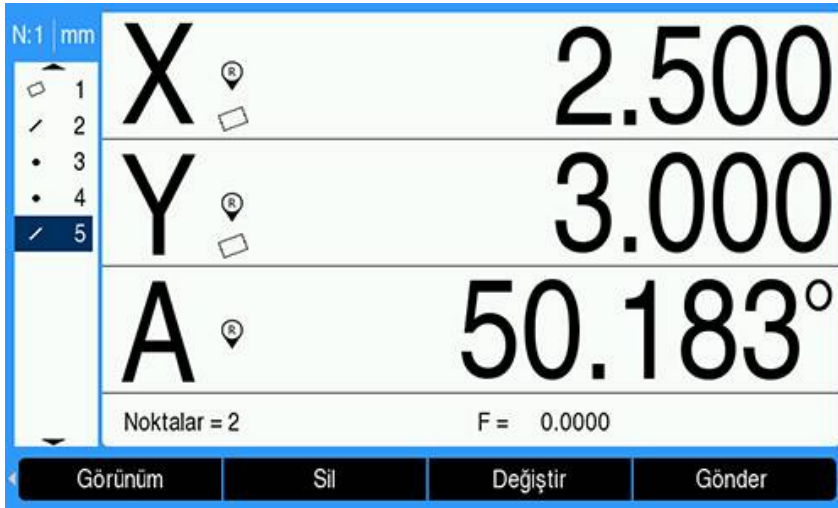 N:1 mm
1
2
3
4
5
X R 2.500
Y R 3.000
A R 50.183°
Noktalar = 2 F = 0.0000
Görünüm Sil Değiştir Gönder